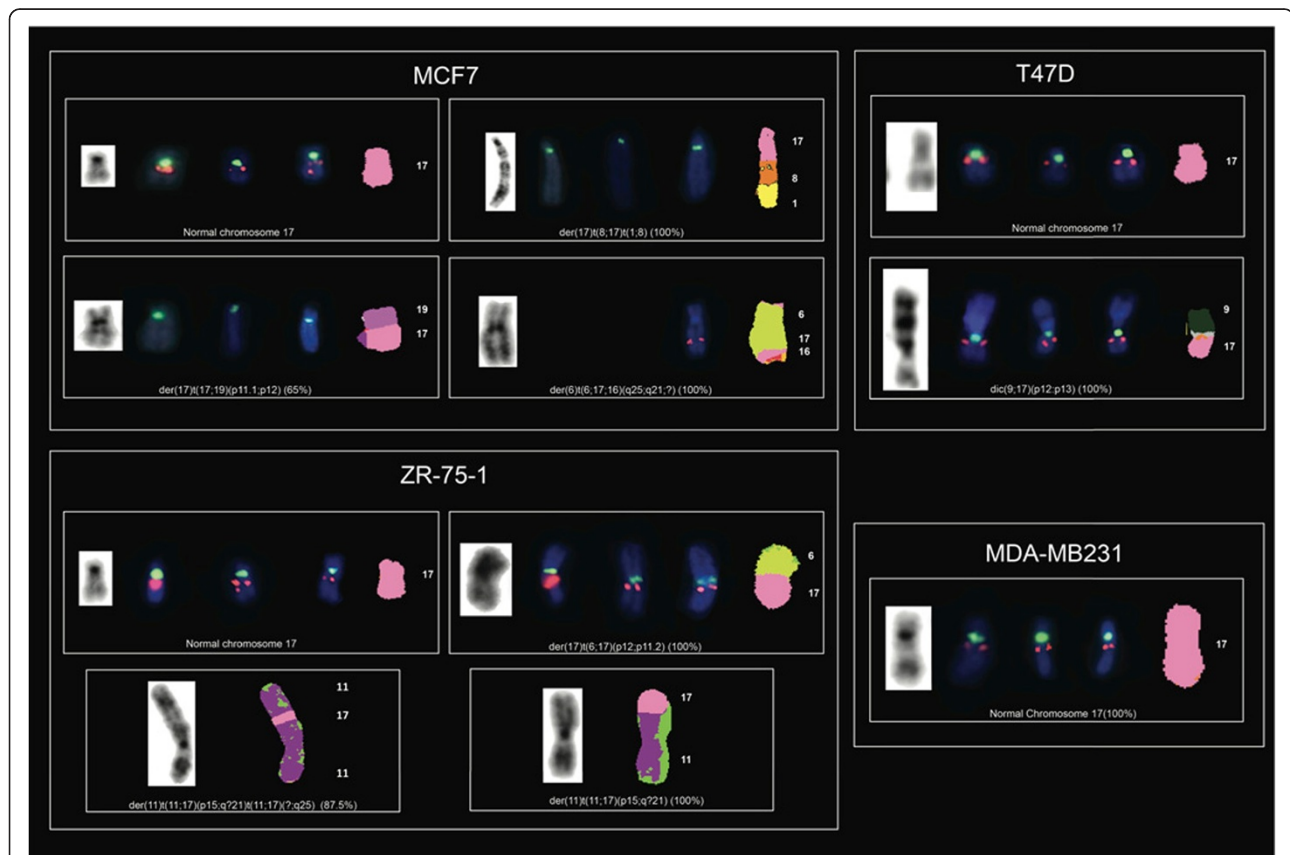 MCF7
17
Normal chromosome 17
17
8
1
der(17)t(8;17)t(1;8) (100%)
19
17
der(17)t(17;19)(p11.1;p12) (65%)
6
17
16
der(6)t(6;17;16)(q25;q21;?) (100%)
T47D
17
Normal chromosome 17
9
17
dic(9;17)(p12;p13) (100%)
ZR-75-1
17
Normal chromosome 17
6
17
der(17)t(6;17)(p12;p11.2) (100%)
11
17
11
der(11)t(11;17)(p15;q?21)t(11;17)(?;q25) (87.5%)
17
11
der(11)t(11;17)(p15;q?21) (100%)
MDA-MB231
17
Normal Chromosome 17(100%)